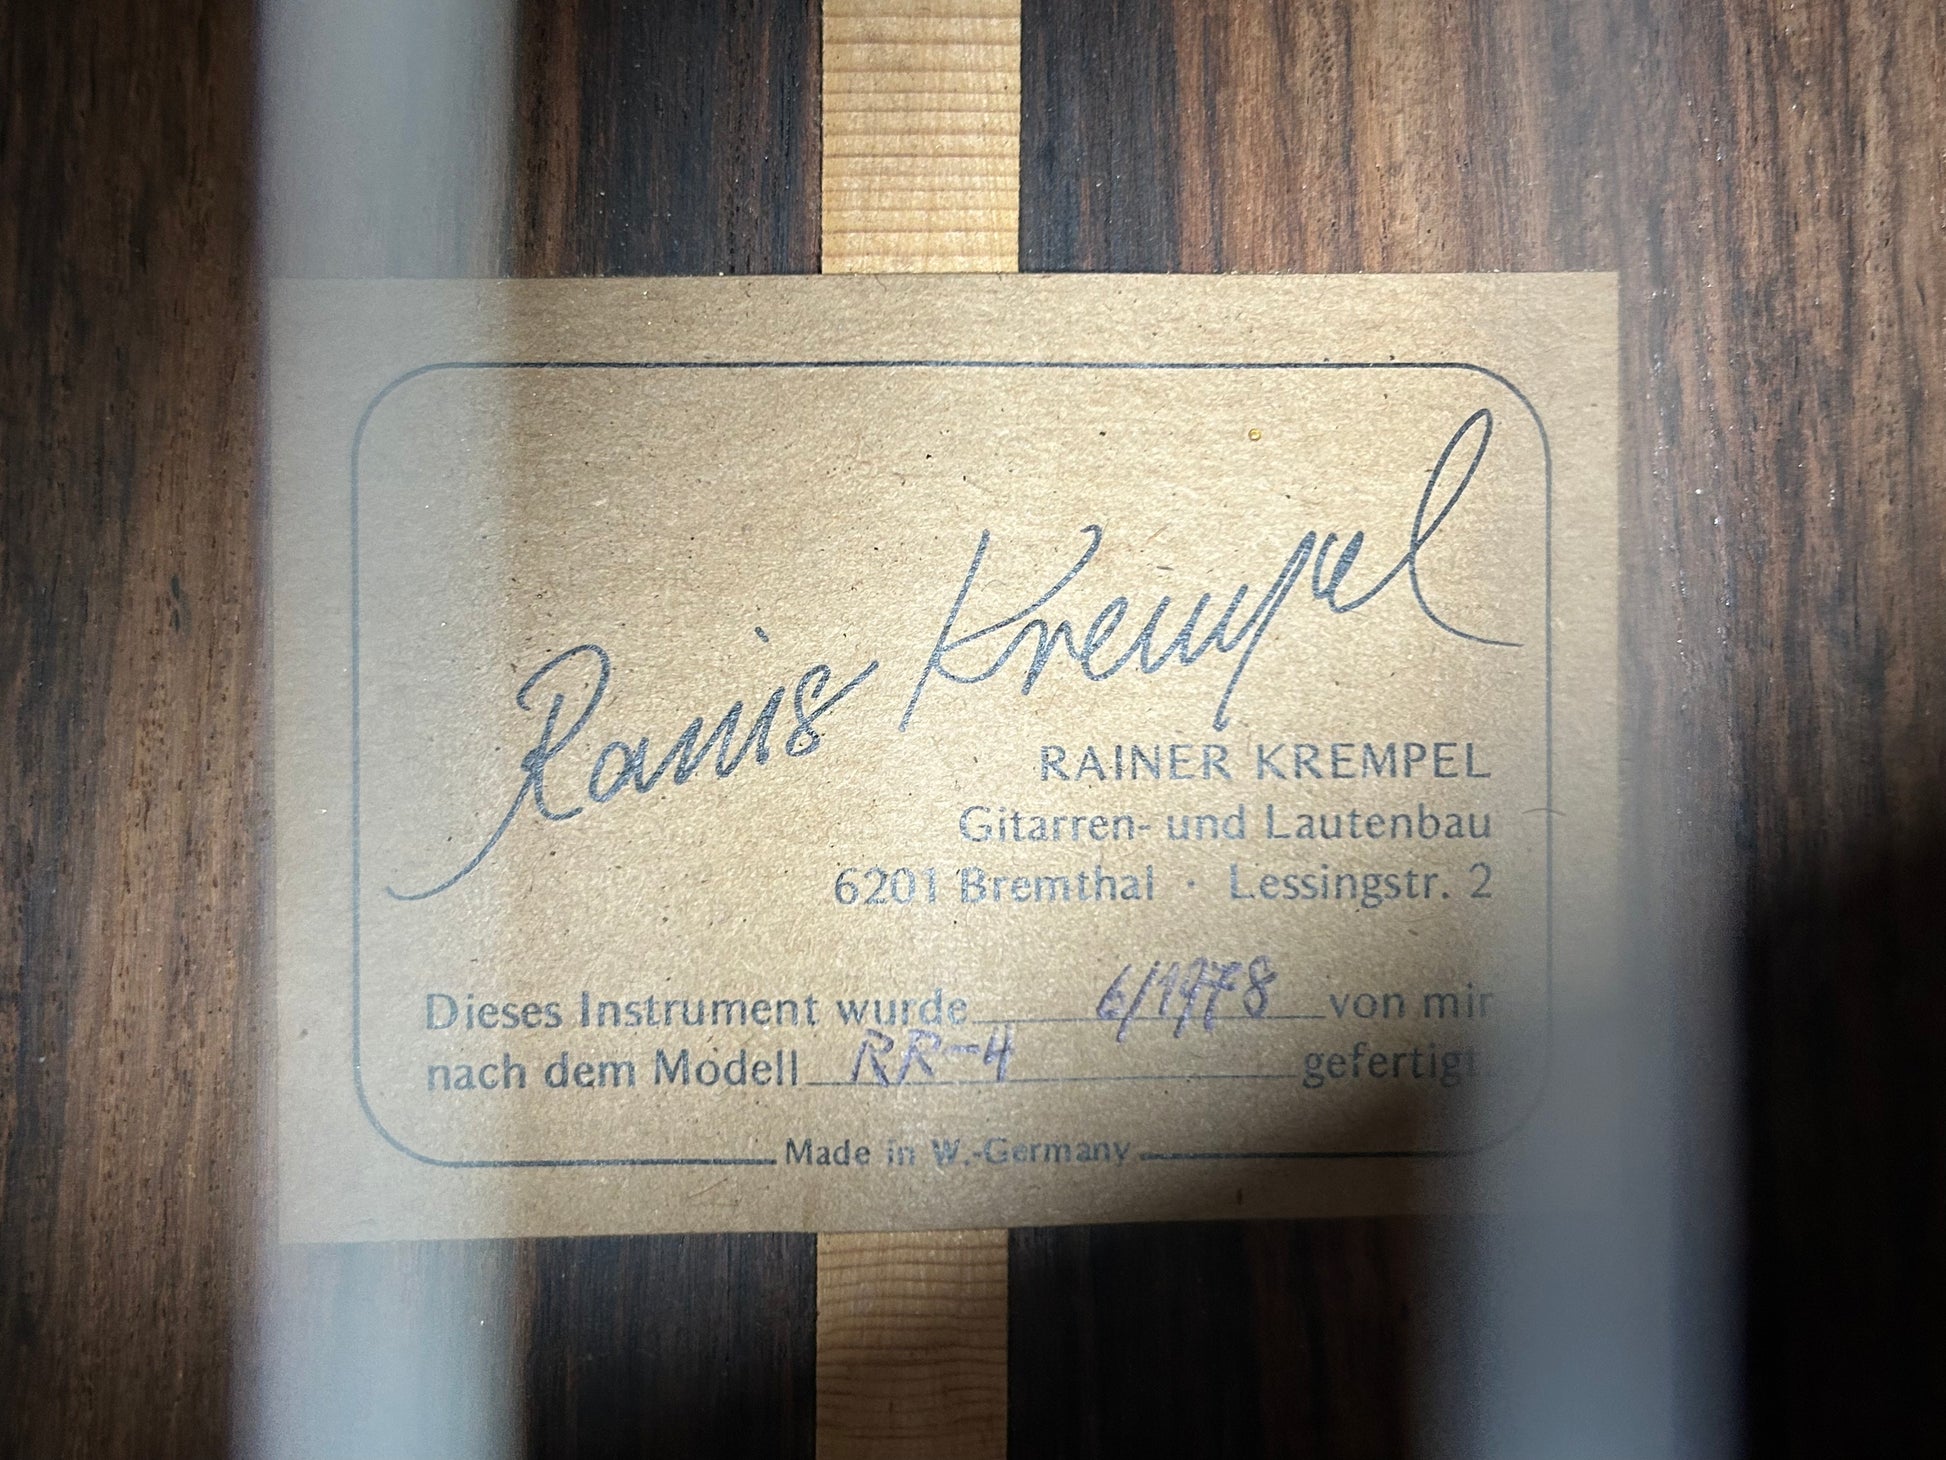 Rainer Krempel
RAINER KREMPEL
Gitarren- und Lautenbau
6201 Bremthal · Lessingstr. 2
Dieses Instrument wurde 6/1978 von mir
nach dem Modell RR-4 gefertigt.
Made in W.-Germany